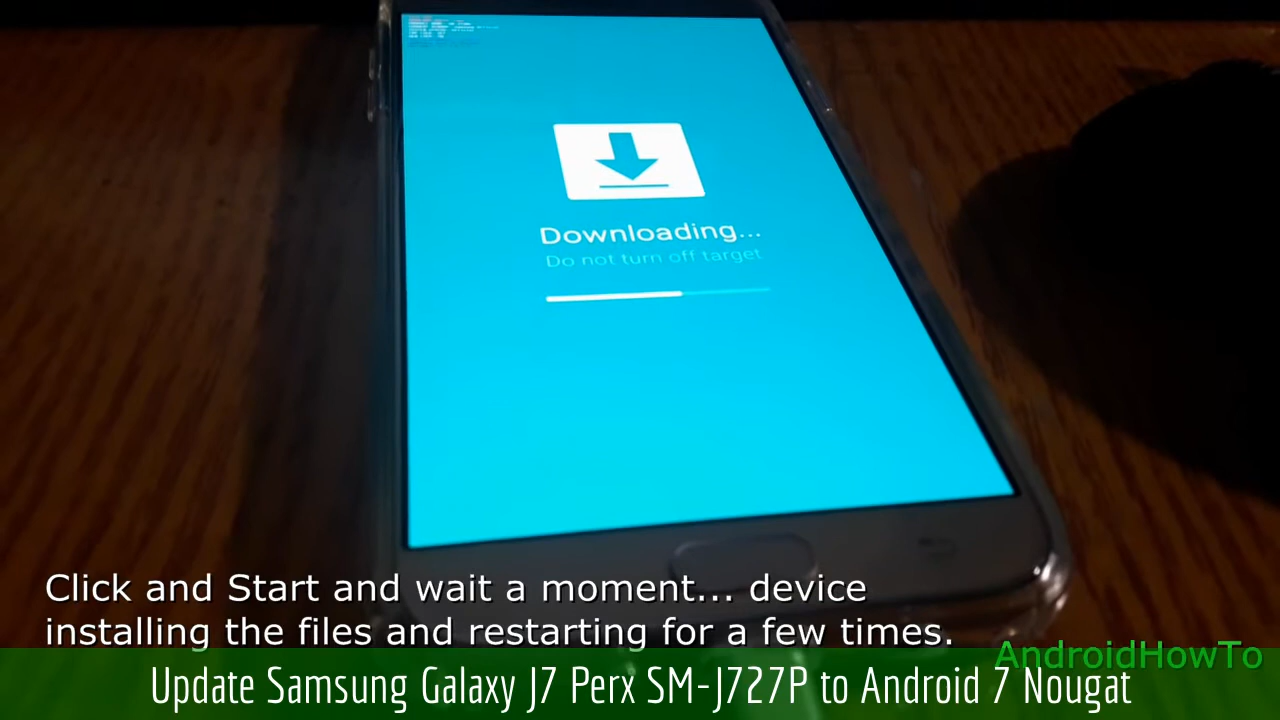 Downloading...
Do not turn off target
Click and Start and wait a moment... device
installing the files and restarting for a few times.
AndroidHowTo
Update Samsung Galaxy J7 Perx SM-J727P to Android 7 Nougat